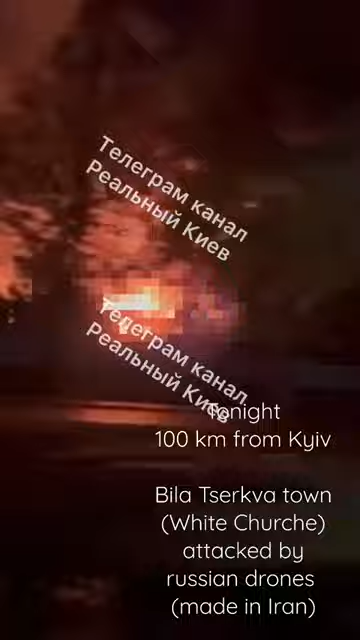 Телеграм канал
Реальный Киев
Телеграм канал
Реальный Киев
Tonight
100 km from Kyiv
Bila Tserkva town
(White Churche)
attacked by
russian drones
(made in Iran)